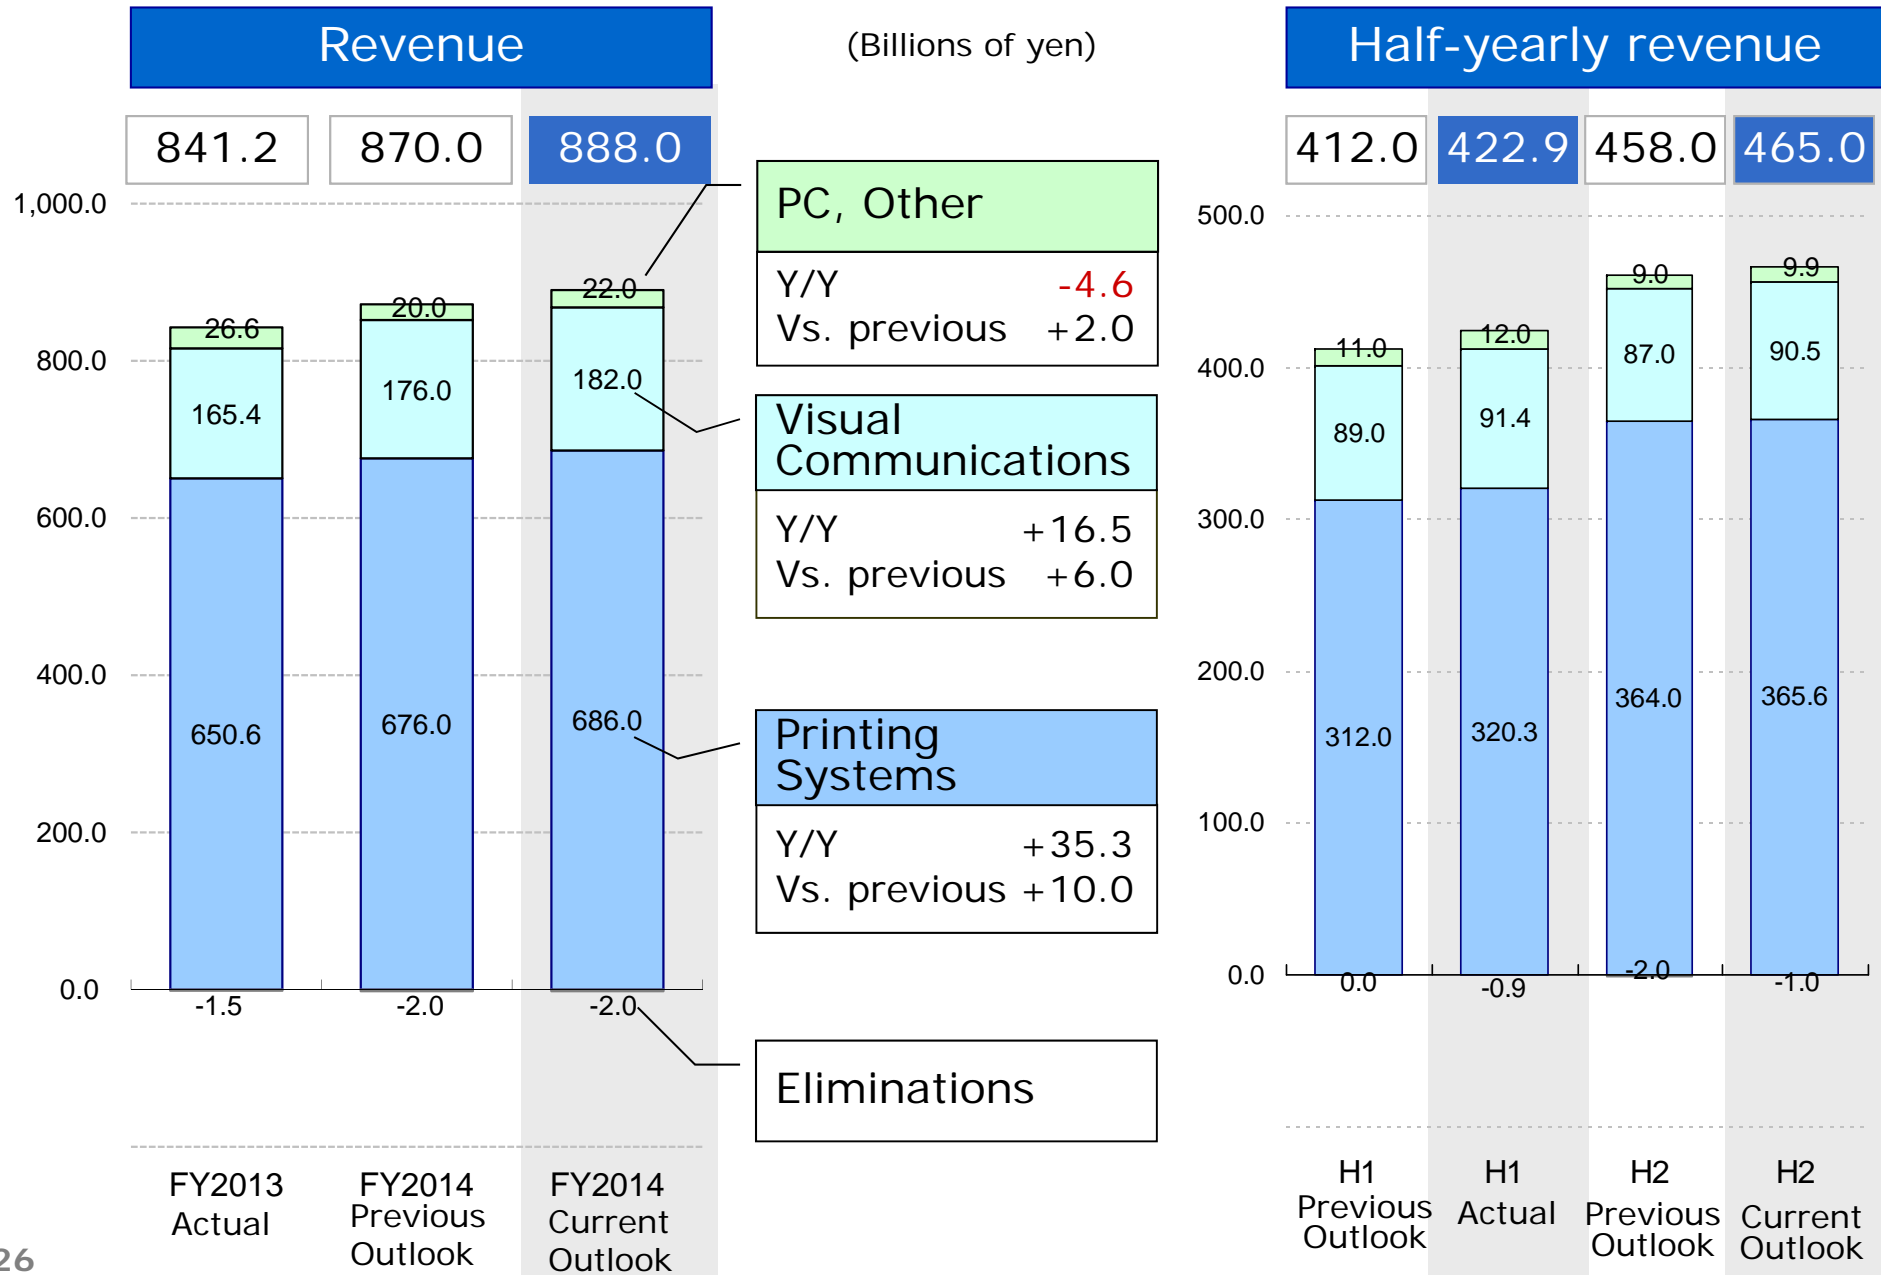 Revenue
(Billions of yen)
Half-yearly revenue
841.2
870.0
888.0
412.0
422.9
458.0
465.0
1,000.0
800.0
600.0
400.0
200.0
0.0
26.6
165.4
650.6
-1.5
20.0
176.0
676.0
-2.0
22.0
182.0
686.0
-2.0
FY2013
Actual
FY2014
Previous
Outlook
FY2014
Current
Outlook
PC, Other
Y/Y -4.6
Vs. previous +2.0
Visual
Communications
Y/Y +16.5
Vs. previous +6.0
Printing
Systems
Y/Y +35.3
Vs. previous +10.0
Eliminations
500.0
400.0
300.0
200.0
100.0
0.0
11.0
89.0
312.0
0.0
12.0
91.4
320.3
-0.9
9.0
87.0
364.0
-2.0
9.9
90.5
365.6
-1.0
H1
Previous
Outlook
H1
Actual
H2
Previous
Outlook
H2
Current
Outlook
26